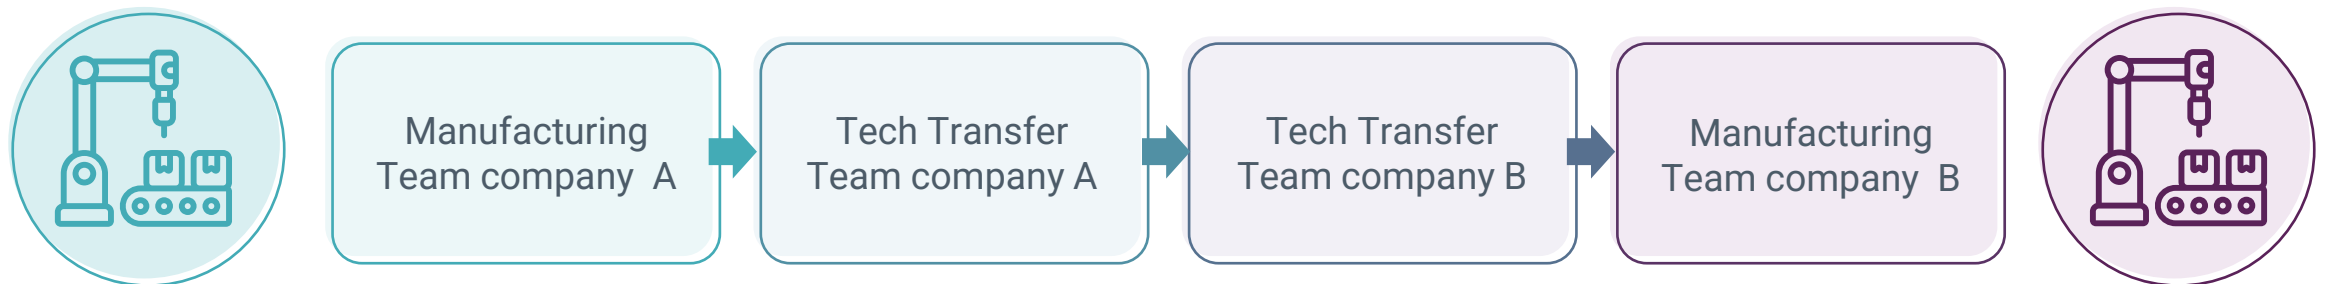 Manufacturing
Team company  A
Tech Transfer
Team company A
Tech Transfer
Team company B
Manufacturing
Team company  B